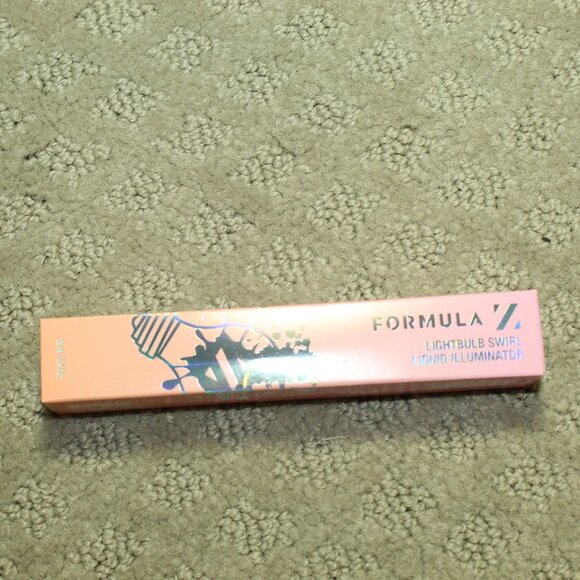 FORMULA Z
LIGHTBULB SWIRL
LIQUID ILLUMINATOR